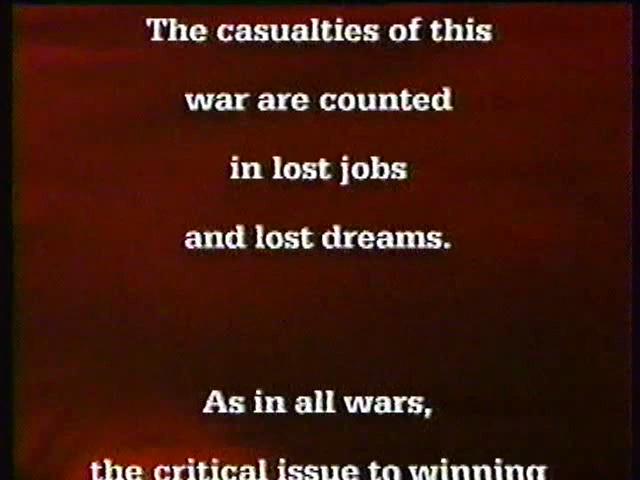 The casualties of this
war are counted
in lost jobs
and lost dreams.
As in all wars,
the critical issue to winning